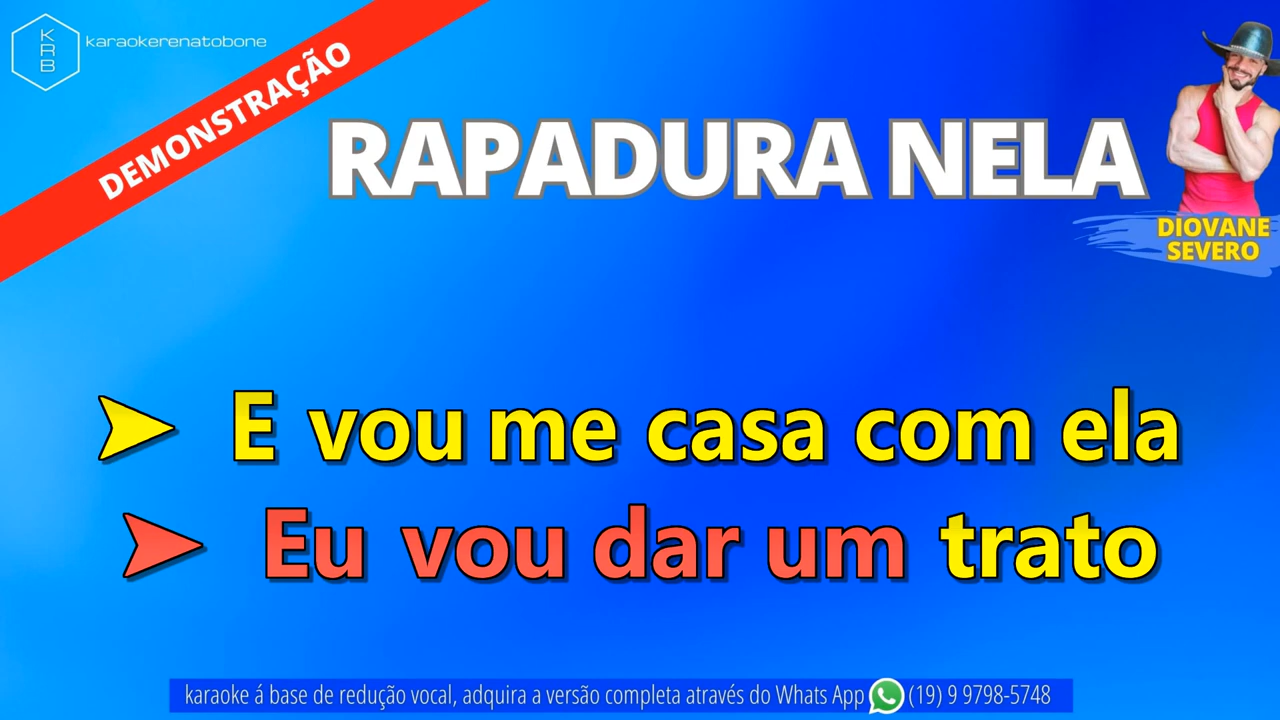 K
R
B
karaokerenatobone
DEMONSTRAÇÃO
RAPADURA NELA
DIOVANE
SEVERO
➤ E vou me casa com ela
➤ Eu vou dar um trato
karaoke á base de redução vocal, adquira a versão completa através do Whats App (19) 9 9798-5748